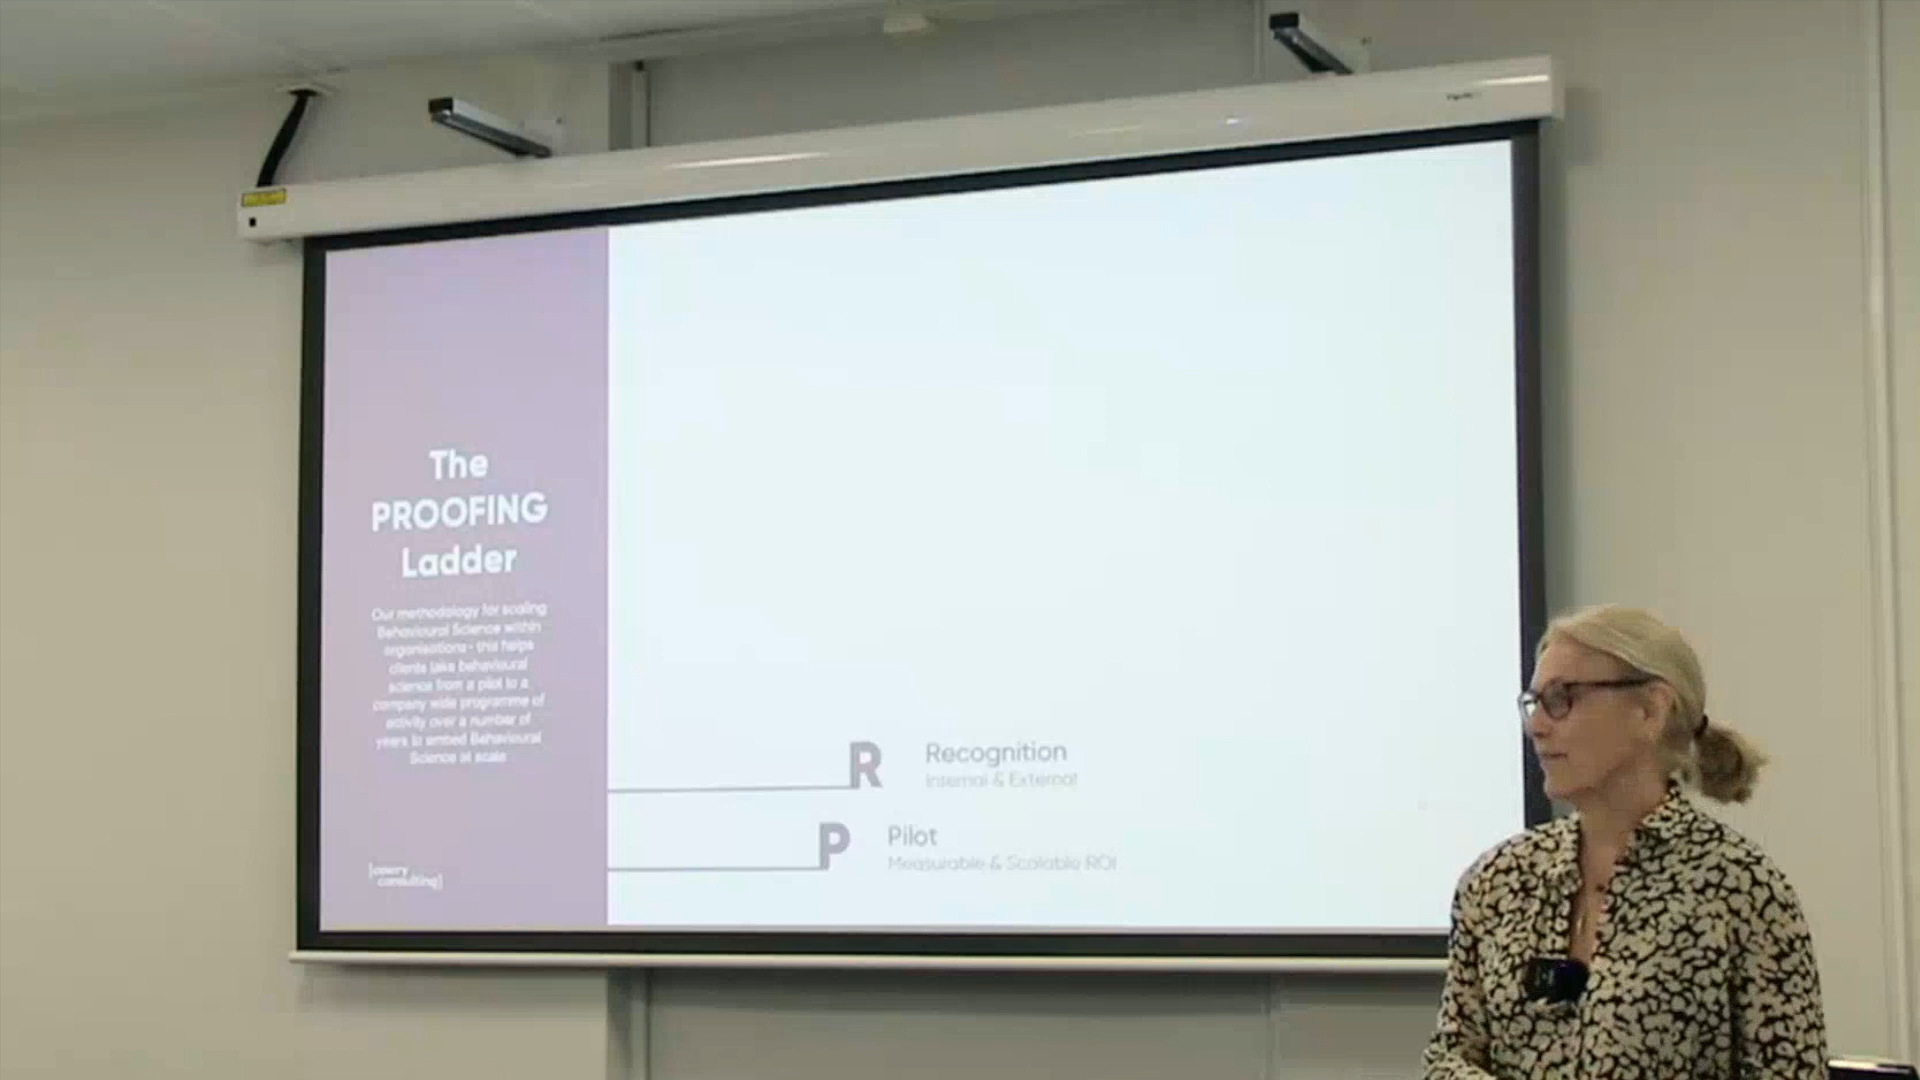 The
PROOFING
Ladder
Our methodology for scaling
Behavioural Science within
organisations - this helps
clients take behavioural
science from a pilot to a
company wide programme of
activity over a number of
years to embed Behavioural
Science at scale
[cowry
consulting]
R Recognition
Internal & External
P Pilot
Measurable & Scalable ROI